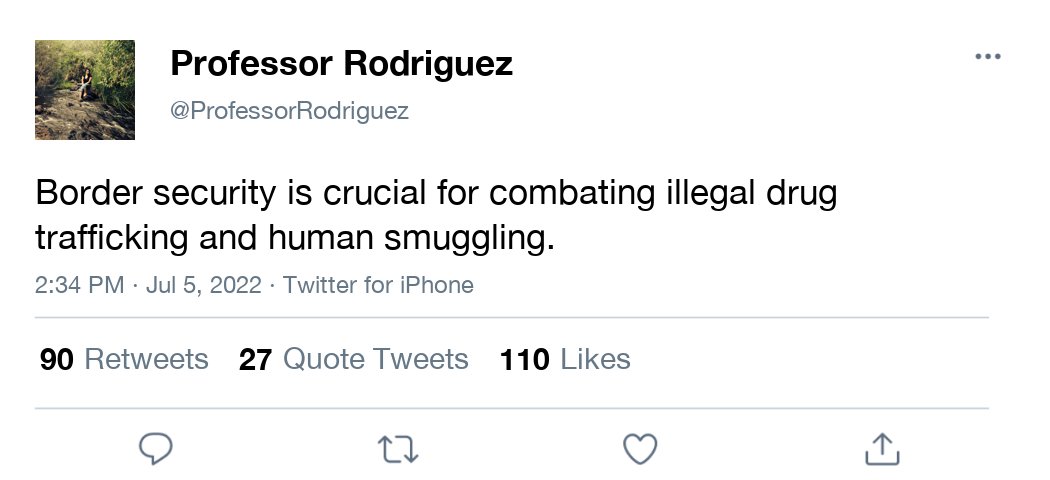 Professor Rodriguez
@ProfessorRodriguez
Border security is crucial for combating illegal drug
trafficking and human smuggling.
2:34 PM · Jul 5, 2022 · Twitter for iPhone
90 Retweets 27 Quote Tweets 110 Likes